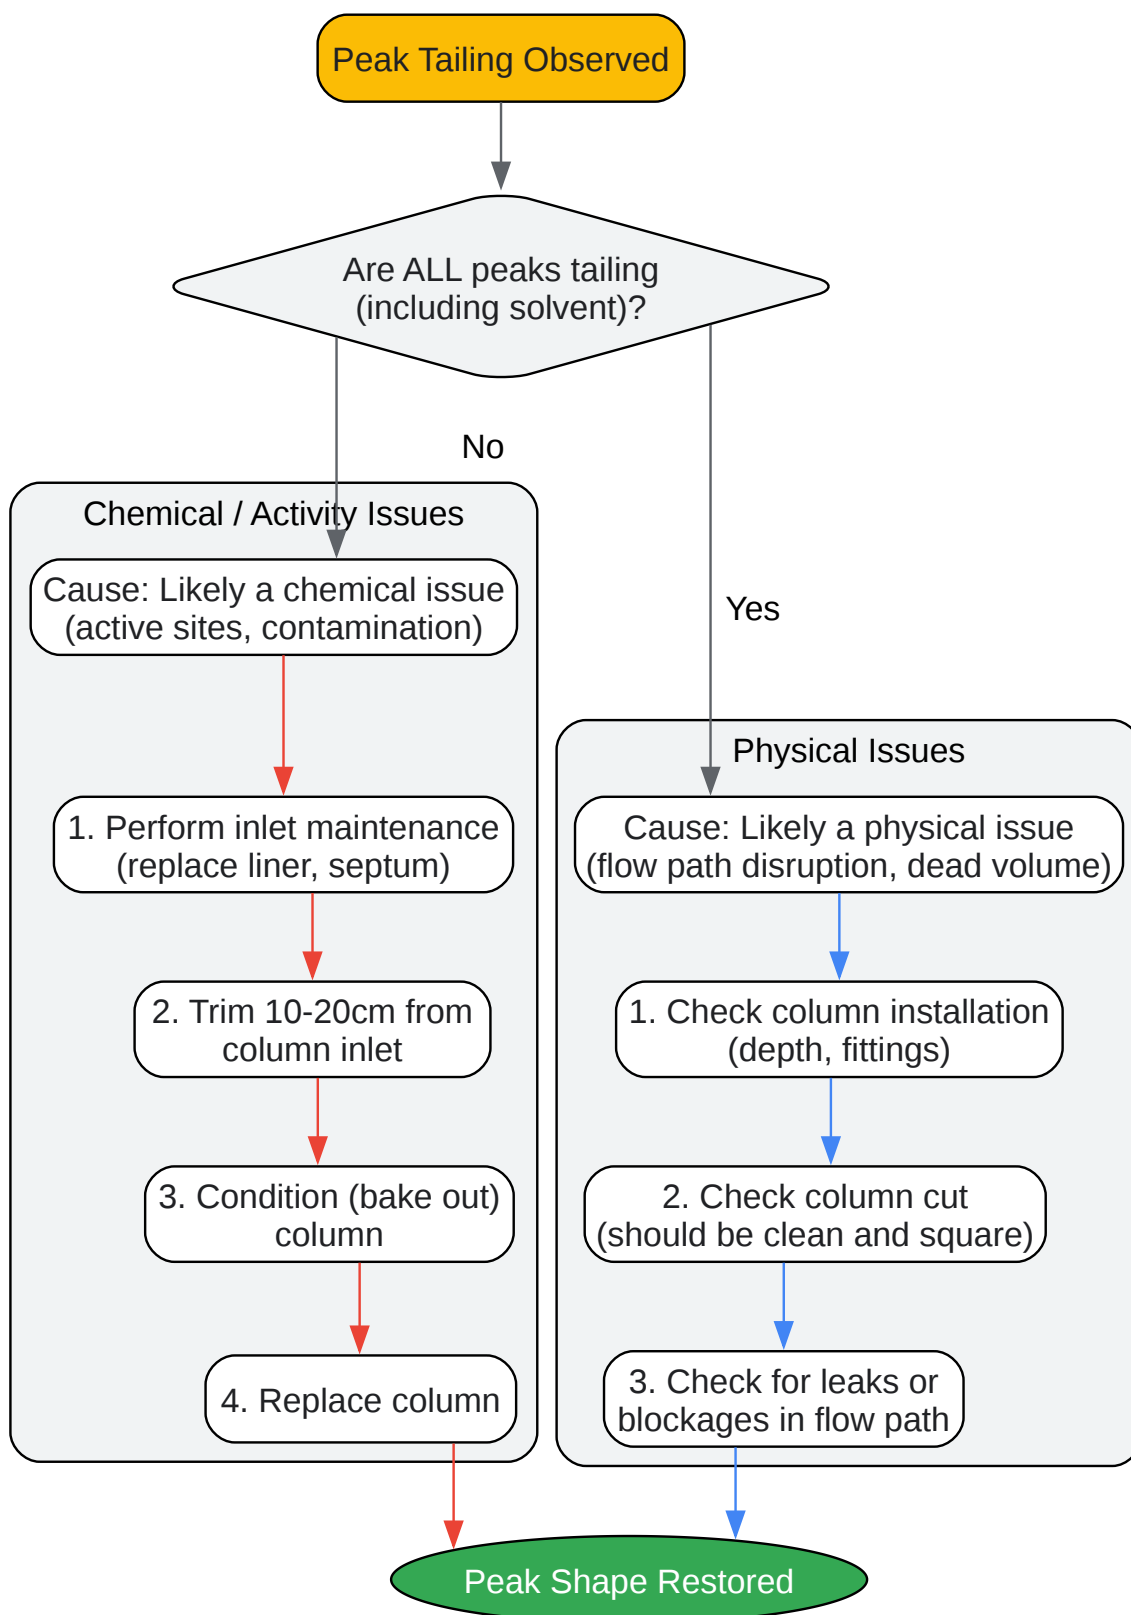 Peak Tailing Observed
Are ALL peaks tailing
(including solvent)?
No
Yes
Chemical / Activity Issues
Cause: Likely a chemical issue
(active sites, contamination)
1. Perform inlet maintenance
(replace liner, septum)
2. Trim 10-20cm from
column inlet
3. Condition (bake out)
column
4. Replace column
Physical Issues
Cause: Likely a physical issue
(flow path disruption, dead volume)
1. Check column installation
(depth, fittings)
2. Check column cut
(should be clean and square)
3. Check for leaks or
blockages in flow path
Peak Shape Restored